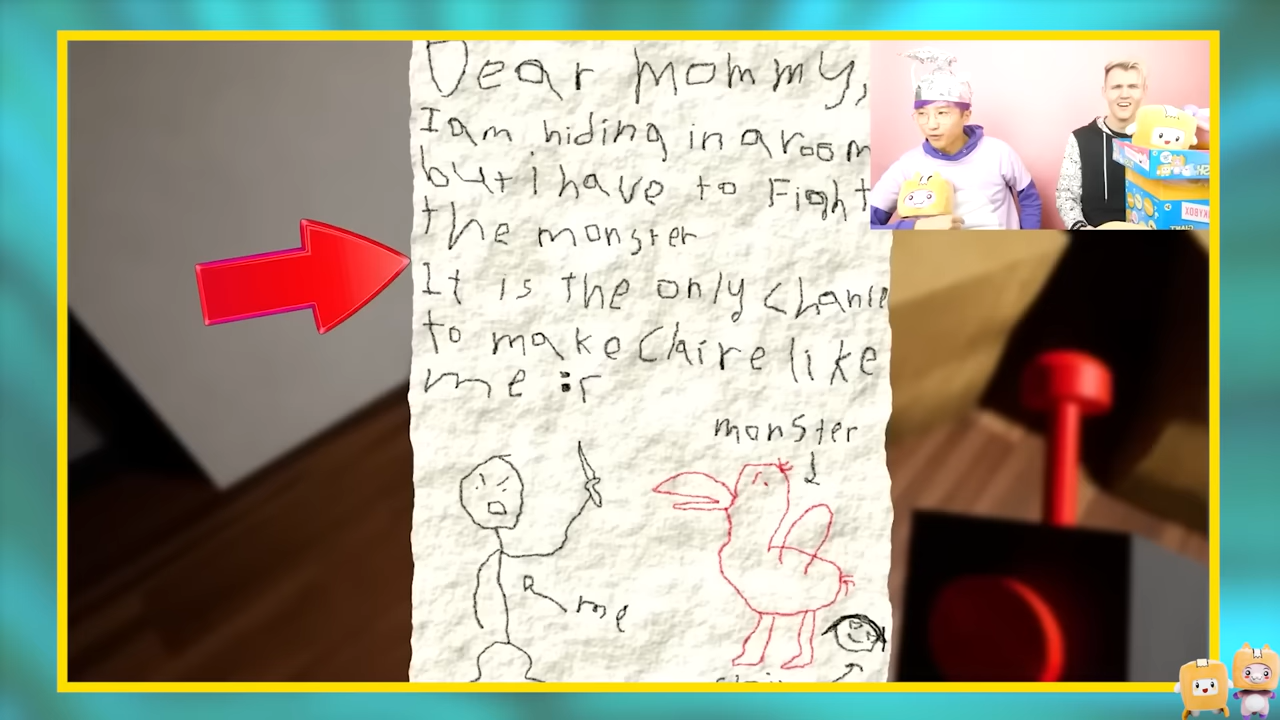 Dear mommy,
I am hiding in a room
but i have to Fight
the monster
It is the only chance
to make Claire like
me :r
monster
me